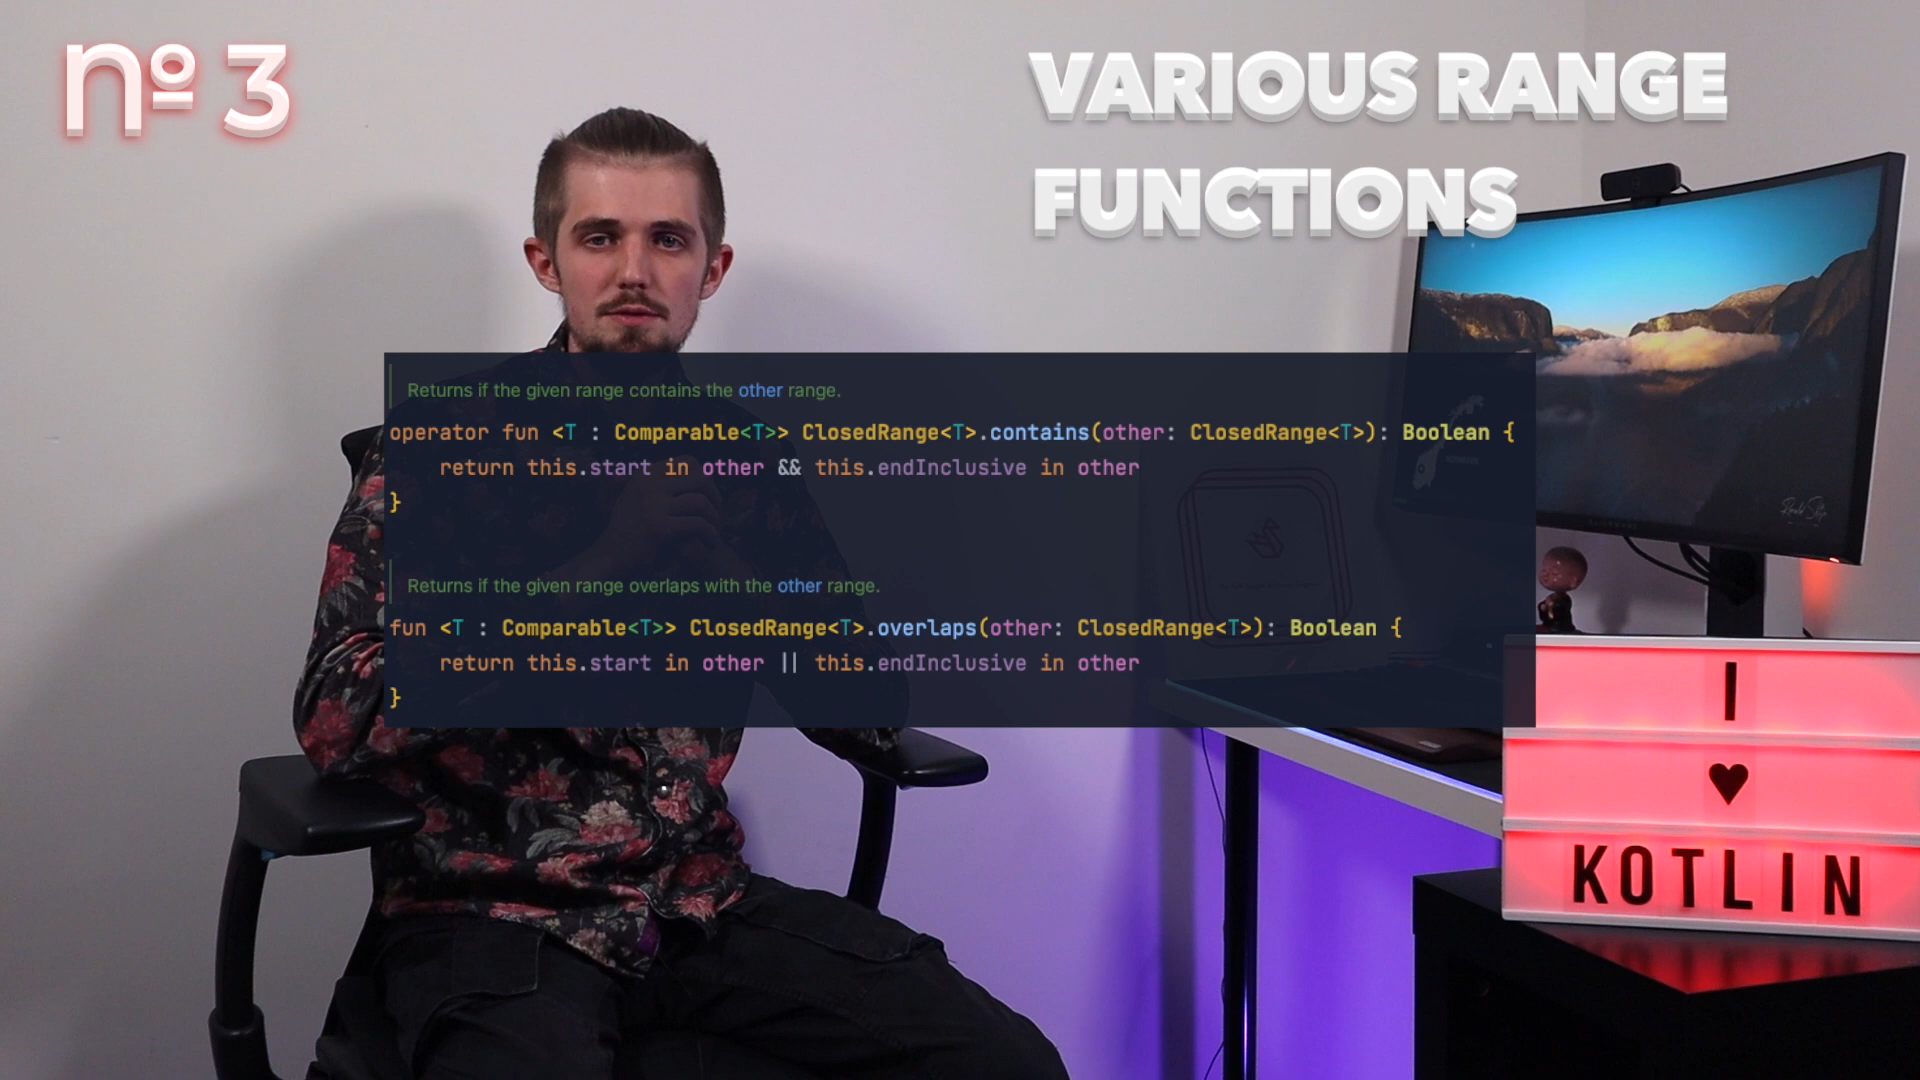 nº 3
VARIOUS RANGE
FUNCTIONS
Returns if the given range contains the other range.
operator fun <T : Comparable<T>> ClosedRange<T>.contains(other: ClosedRange<T>): Boolean {
    return this.start in other && this.endInclusive in other
}
Returns if the given range overlaps with the other range.
fun <T : Comparable<T>> ClosedRange<T>.overlaps(other: ClosedRange<T>): Boolean {
    return this.start in other || this.endInclusive in other
}
I
♥
KOTLIN